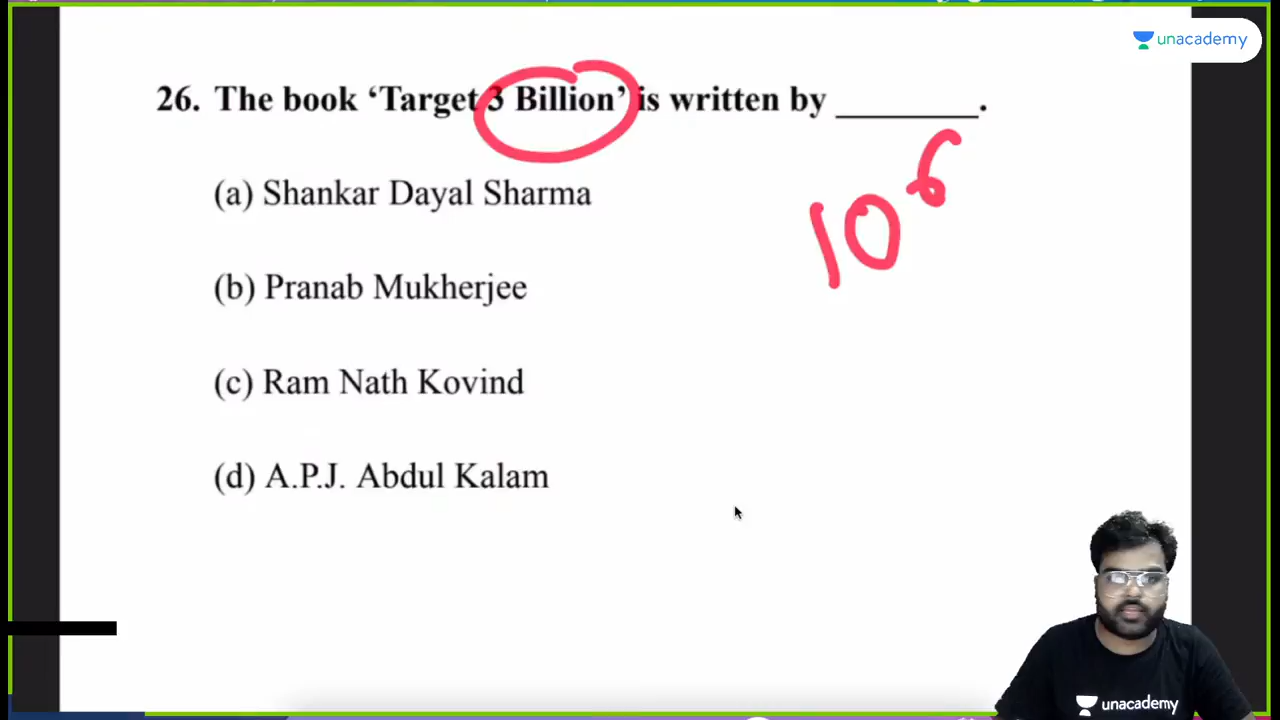 unacademy
26. The book ‘Target 3 Billion’ is written by ________.
10⁶
(a) Shankar Dayal Sharma
(b) Pranab Mukherjee
(c) Ram Nath Kovind
(d) A.P.J. Abdul Kalam
unacademy